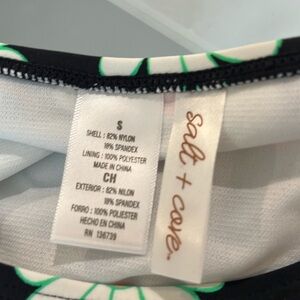 S
SHELL : 82% NYLON
18% SPANDEX
LINING : 100% POLYESTER
MADE IN CHINA
CH
EXTERIOR : 82% NILON
18% SPANDEX
FORRO : 100% POLIESTER
HECHO EN CHINA
RN 136739
salt + cove